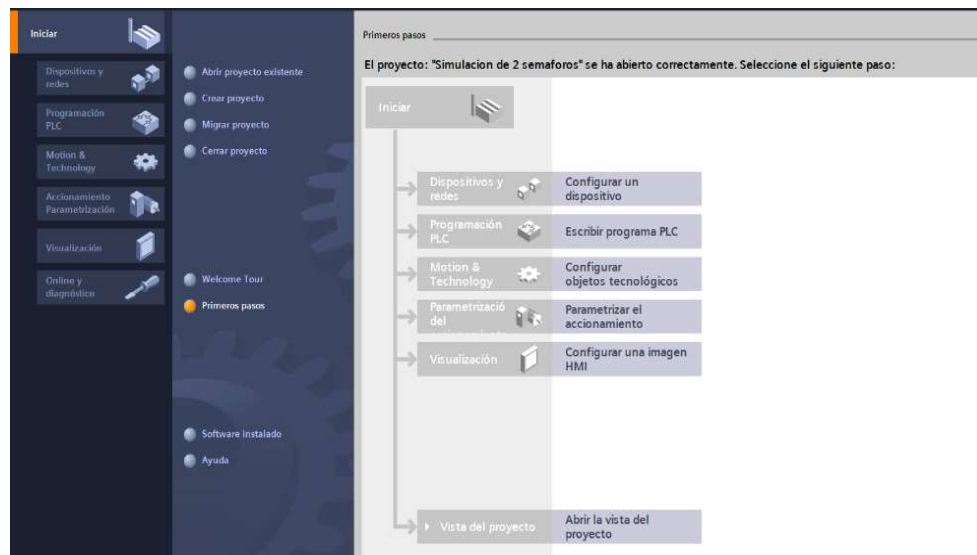 Iniciar
Dispositivos y
redes
Programación
PLC
Motion &
Technology
Accionamiento
Parametrización
Visualización
Online y
diagnóstico
Abrir proyecto existente
Crear proyecto
Migrar proyecto
Cerrar proyecto
Welcome Tour
Primeros pasos
Software instalado
Ayuda
Primeros pasos
El proyecto: "Simulacion de 2 semaforos" se ha abierto correctamente. Seleccione el siguiente paso:
Iniciar
Dispositivos y
redes
Configurar un
dispositivo
Programación
PLC
Escribir programa PLC
Motion &
Technology
Configurar
objetos tecnológicos
Parametrizació
del
Parametrizar el
accionamiento
Visualización
Configurar una imagen
HMI
Vista del proyecto
Abrir la vista del
proyecto